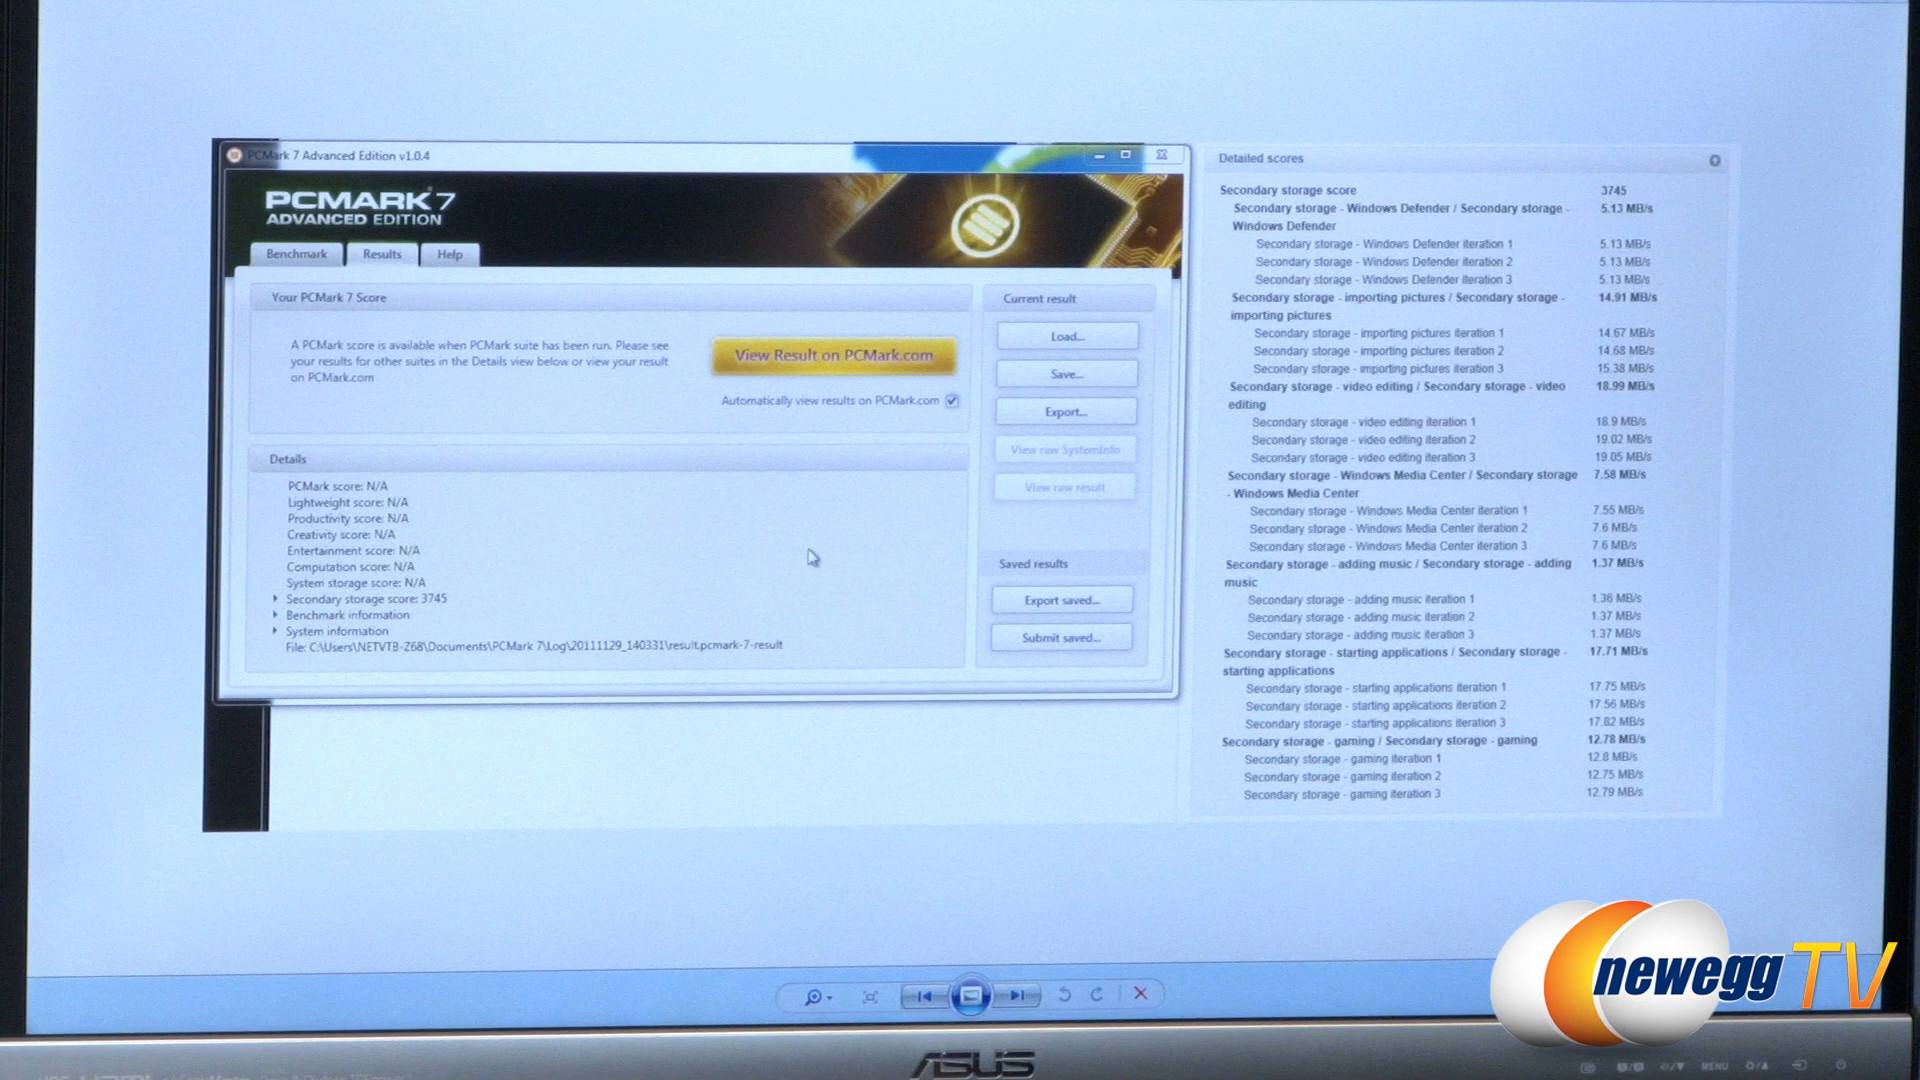 PCMark 7 Advanced Edition v1.0.4
PCMARK 7
ADVANCED EDITION
Benchmark
Results
Help
Your PCMark 7 Score
A PCMark score is available when PCMark suite has been run. Please see
your results for other suites in the Details view below or view your result
on PCMark.com
View Result on PCMark.com
Automatically view results on PCMark.com
Details
PCMark score: N/A
Lightweight score: N/A
Productivity score: N/A
Creativity score: N/A
Entertainment score: N/A
Computation score: N/A
System storage score: N/A
Secondary storage score: 3745
Benchmark information
System information
File: C:\Users\NETVTB-Z68\Documents\PCMark 7\Log\20111129_140331\result.pcmark-7-result
Current result
Load...
Save...
Export...
View raw SystemInfo
View raw result
Saved results
Export saved...
Submit saved...
Detailed scores
Secondary storage score 3745
Secondary storage - Windows Defender / Secondary storage - 5.13 MB/s
Windows Defender
Secondary storage - Windows Defender iteration 1 5.13 MB/s
Secondary storage - Windows Defender iteration 2 5.13 MB/s
Secondary storage - Windows Defender iteration 3 5.13 MB/s
Secondary storage - importing pictures / Secondary storage - 14.91 MB/s
importing pictures
Secondary storage - importing pictures iteration 1 14.67 MB/s
Secondary storage - importing pictures iteration 2 14.68 MB/s
Secondary storage - importing pictures iteration 3 15.38 MB/s
Secondary storage - video editing / Secondary storage - video 18.99 MB/s
editing
Secondary storage - video editing iteration 1 18.9 MB/s
Secondary storage - video editing iteration 2 19.02 MB/s
Secondary storage - video editing iteration 3 19.05 MB/s
Secondary storage - Windows Media Center / Secondary storage 7.58 MB/s
- Windows Media Center
Secondary storage - Windows Media Center iteration 1 7.55 MB/s
Secondary storage - Windows Media Center iteration 2 7.6 MB/s
Secondary storage - Windows Media Center iteration 3 7.6 MB/s
Secondary storage - adding music / Secondary storage - adding 1.37 MB/s
music
Secondary storage - adding music iteration 1 1.36 MB/s
Secondary storage - adding music iteration 2 1.37 MB/s
Secondary storage - adding music iteration 3 1.37 MB/s
Secondary storage - starting applications / Secondary storage - 17.71 MB/s
starting applications
Secondary storage - starting applications iteration 1 17.75 MB/s
Secondary storage - starting applications iteration 2 17.56 MB/s
Secondary storage - starting applications iteration 3 17.82 MB/s
Secondary storage - gaming / Secondary storage - gaming 12.78 MB/s
Secondary storage - gaming iteration 1 12.8 MB/s
Secondary storage - gaming iteration 2 12.75 MB/s
Secondary storage - gaming iteration 3 12.79 MB/s
newegg TV
ASUS
MENU